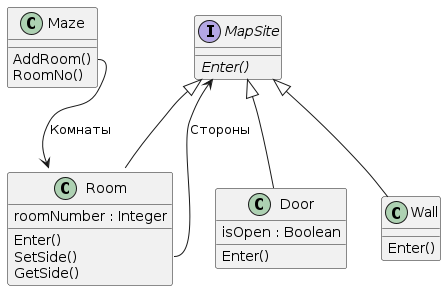 C Maze
AddRoom()
RoomNo()
I MapSite
Enter()
Комнаты
Стороны
C Room
roomNumber : Integer
Enter()
SetSide()
GetSide()
C Door
isOpen : Boolean
Enter()
C Wall
Enter()